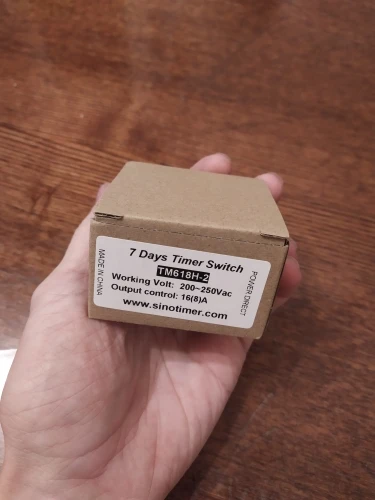 7 Days Timer Switch
TM618H-2
Working Volt: 200~250Vac
Output control: 16(8)A
www.sinotimer.com
MADE IN CHINA
POWER DIRECT